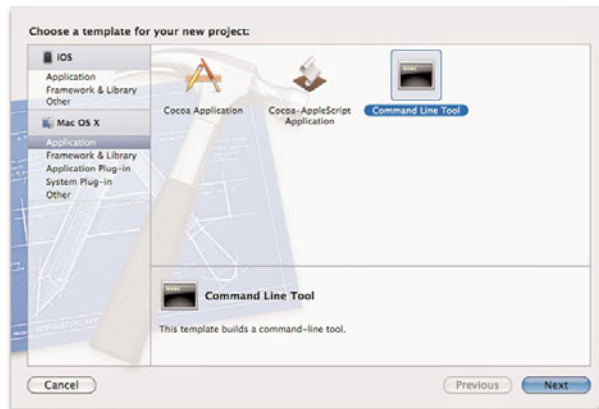 Choose a template for your new project:
iOS
Application
Framework & Library
Other
Mac OS X
Application
Framework & Library
Application Plug-in
System Plug-in
Other
Cocoa Application
Cocoa-AppleScript
Application
Command Line Tool
Command Line Tool
This template builds a command-line tool.
Cancel
Previous
Next